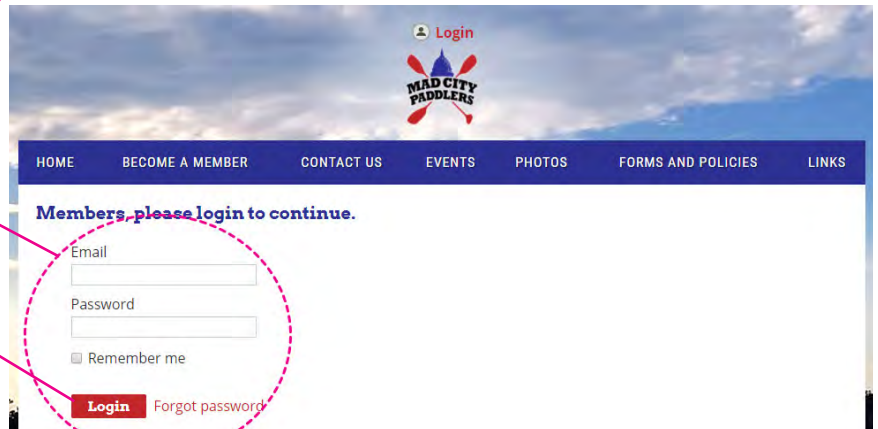 Login
MAD CITY
PADDLERS
HOME BECOME A MEMBER CONTACT US EVENTS PHOTOS FORMS AND POLICIES LINKS
Members, please login to continue.
Email
Password
Remember me
Login Forgot password